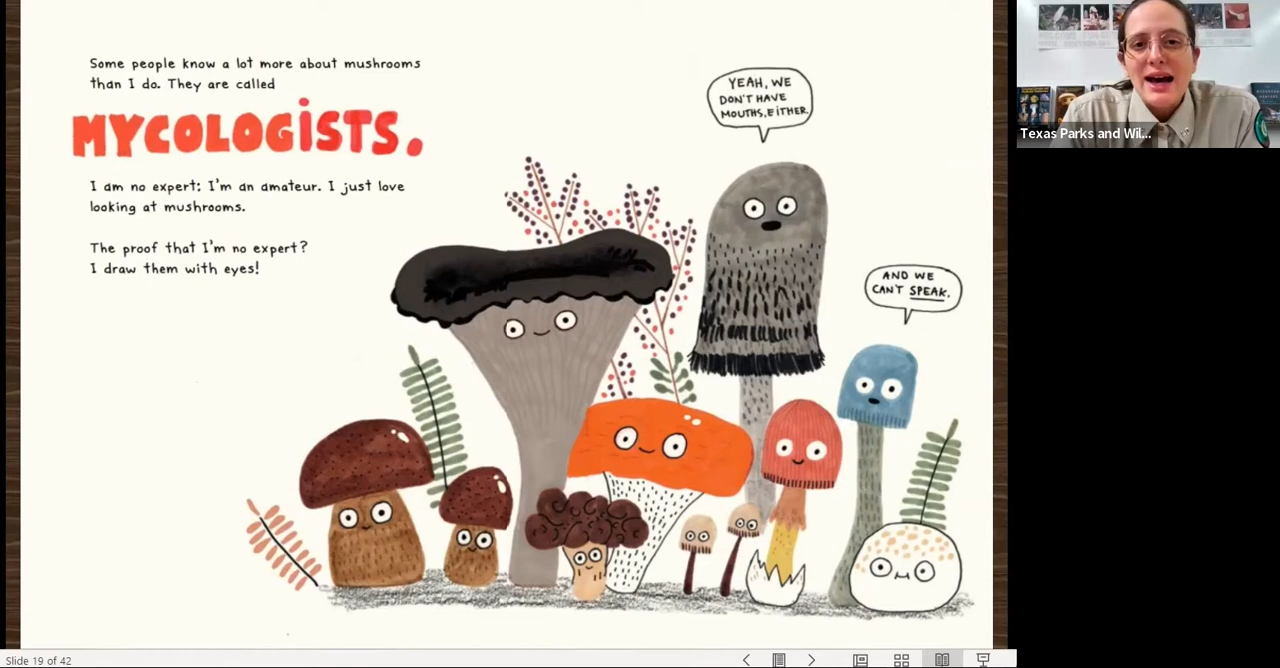 Some people know a lot more about mushrooms
than I do. They are called
MYCOLOGiSTS.
I am no expert: I'm an amateur. I just love
looking at mushrooms.
The proof that I'm no expert?
I draw them with eyes!
YEAH, WE
DON'T HAVE
MOUTHS, EiTHER.
AND WE
CAN'T SPEAK.
Texas Parks and Wil...
Slide 19 of 42